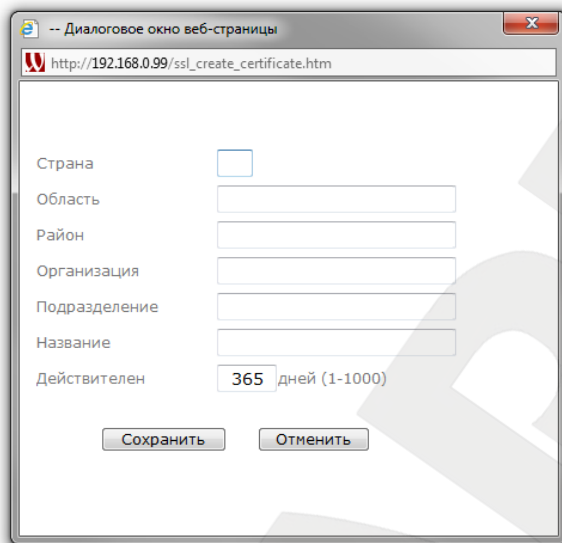 -- Диалоговое окно веб-страницы
http://192.168.0.99/ssl_create_certificate.htm
Страна
Область
Район
Организация
Подразделение
Название
Действителен 365 дней (1-1000)
Сохранить Отменить